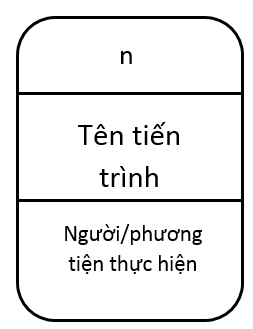 n
Tên tiến
trình
Người/phương
tiện thực hiện